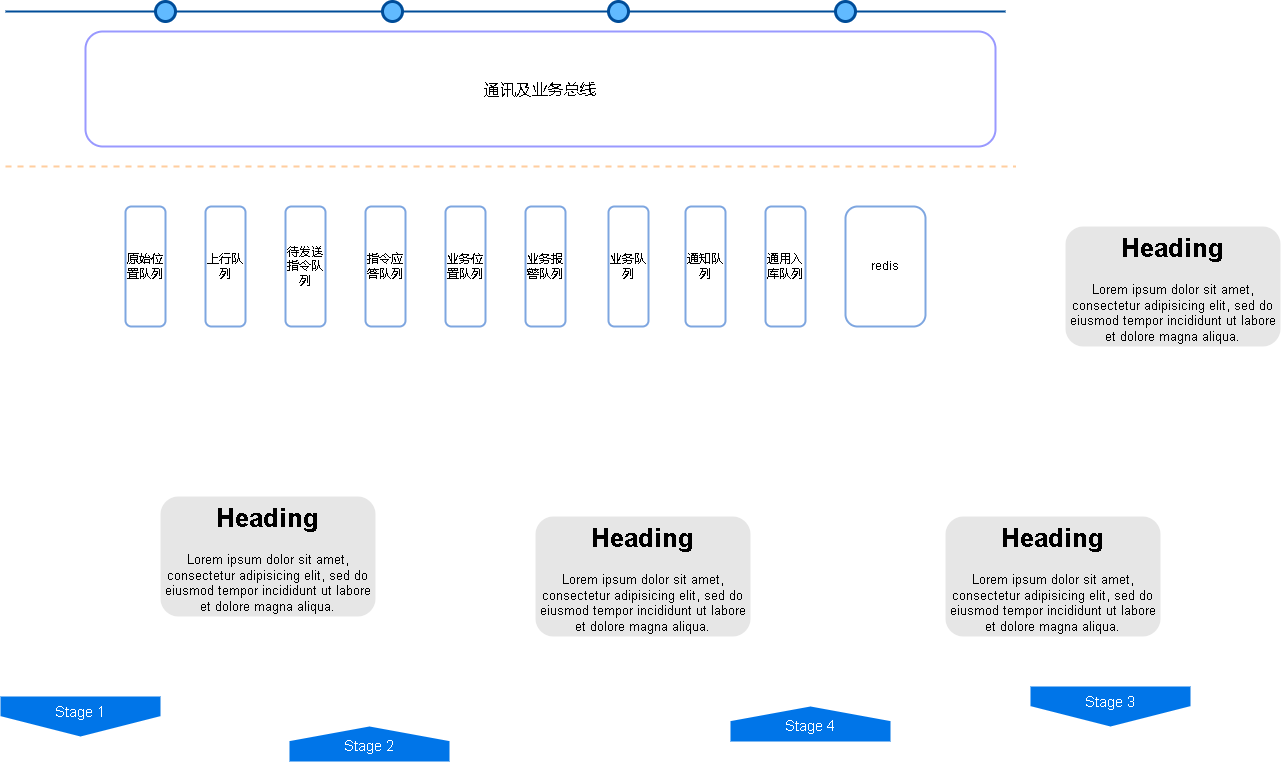 通讯及业务总线
原始位
置队列
上行队
列
待发送
指令队
列
指令应
答队列
业务位
置队列
业务报
警队列
业务队
列
通知队
列
通用入
库队列
redis
Heading
Lorem ipsum dolor sit amet,
consectetur adipisicing elit, sed do
eiusmod tempor incididunt ut labore
et dolore magna aliqua.
Heading
Lorem ipsum dolor sit amet,
consectetur adipisicing elit, sed do
eiusmod tempor incididunt ut labore
et dolore magna aliqua.
Heading
Lorem ipsum dolor sit amet,
consectetur adipisicing elit, sed do
eiusmod tempor incididunt ut labore
et dolore magna aliqua.
Heading
Lorem ipsum dolor sit amet,
consectetur adipisicing elit, sed do
eiusmod tempor incididunt ut labore
et dolore magna aliqua.
Stage 1
Stage 2
Stage 4
Stage 3